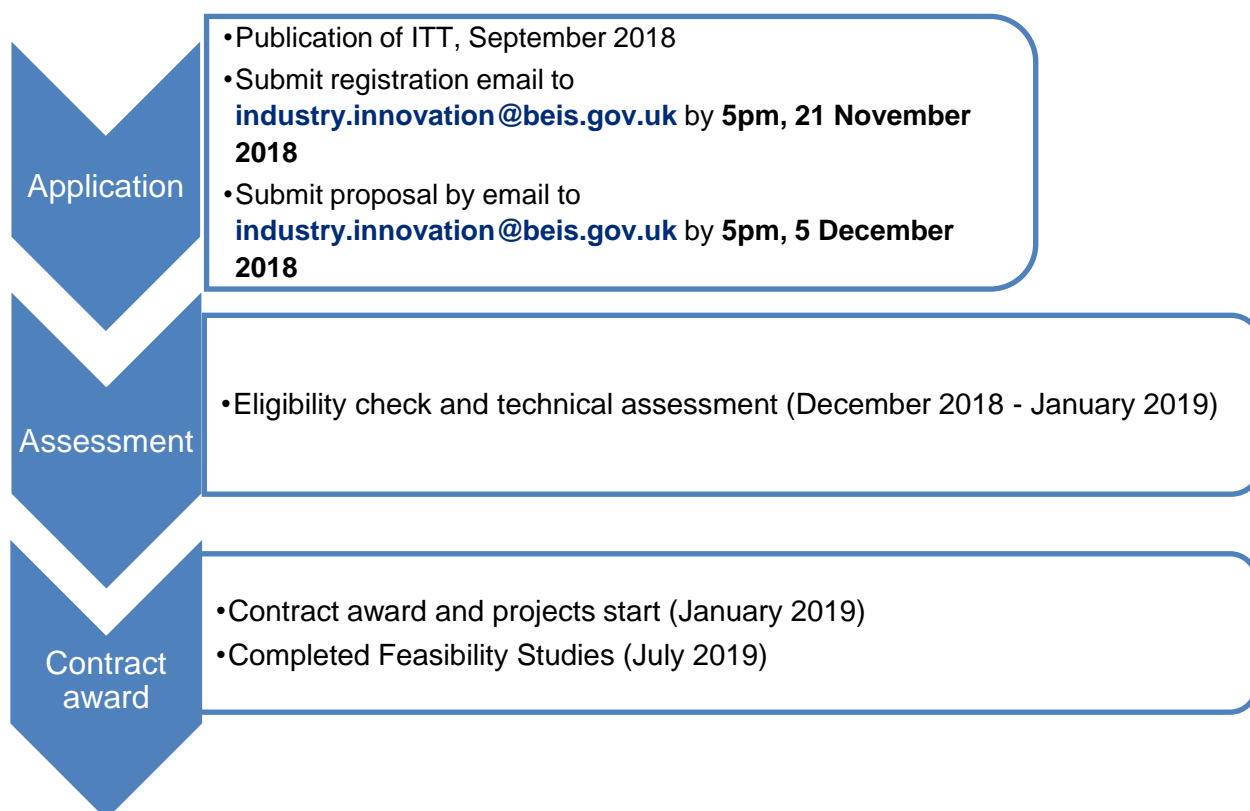 Application
•Publication of ITT, September 2018
•Submit registration email to
industry.innovation@beis.gov.uk by 5pm, 21 November
2018
•Submit proposal by email to
industry.innovation@beis.gov.uk by 5pm, 5 December
2018
Assessment
•Eligibility check and technical assessment (December 2018 - January 2019)
Contract
award
•Contract award and projects start (January 2019)
•Completed Feasibility Studies (July 2019)